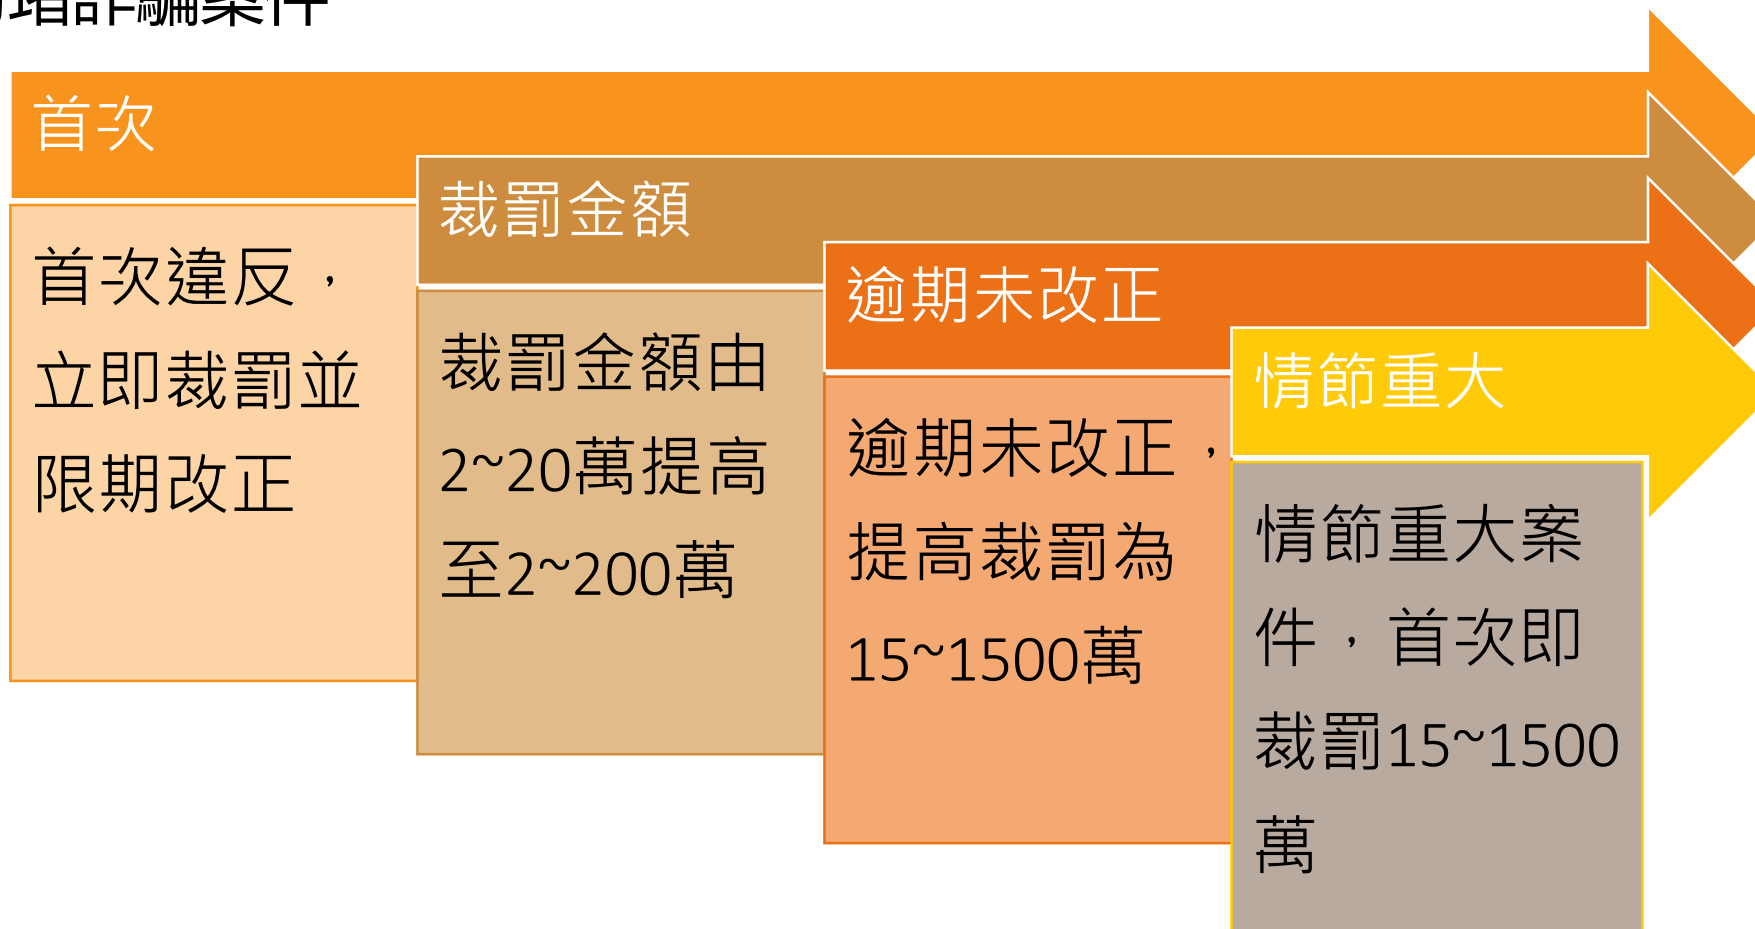 詐騙案件
首次
首次違反，
立即裁罰並
限期改正
裁罰金額
裁罰金額由
2~20萬提高
至2~200萬
逾期未改正
逾期未改正，
提高裁罰為
15~1500萬
情節重大
情節重大案
件，首次即
裁罰15~1500
萬